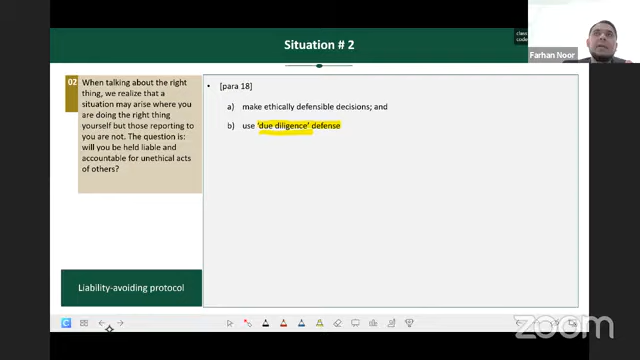 Situation # 2
Farhan Noor
02
When talking about the right
thing, we realize that a
situation may arise where you
are doing the right thing
yourself but those reporting to
you are not. The question is:
will you be held liable and
accountable for unethical acts
of others?
• [para 18]
a) make ethically defensible decisions; and
b) use 'due diligence' defense
Liability-avoiding protocol
zoom